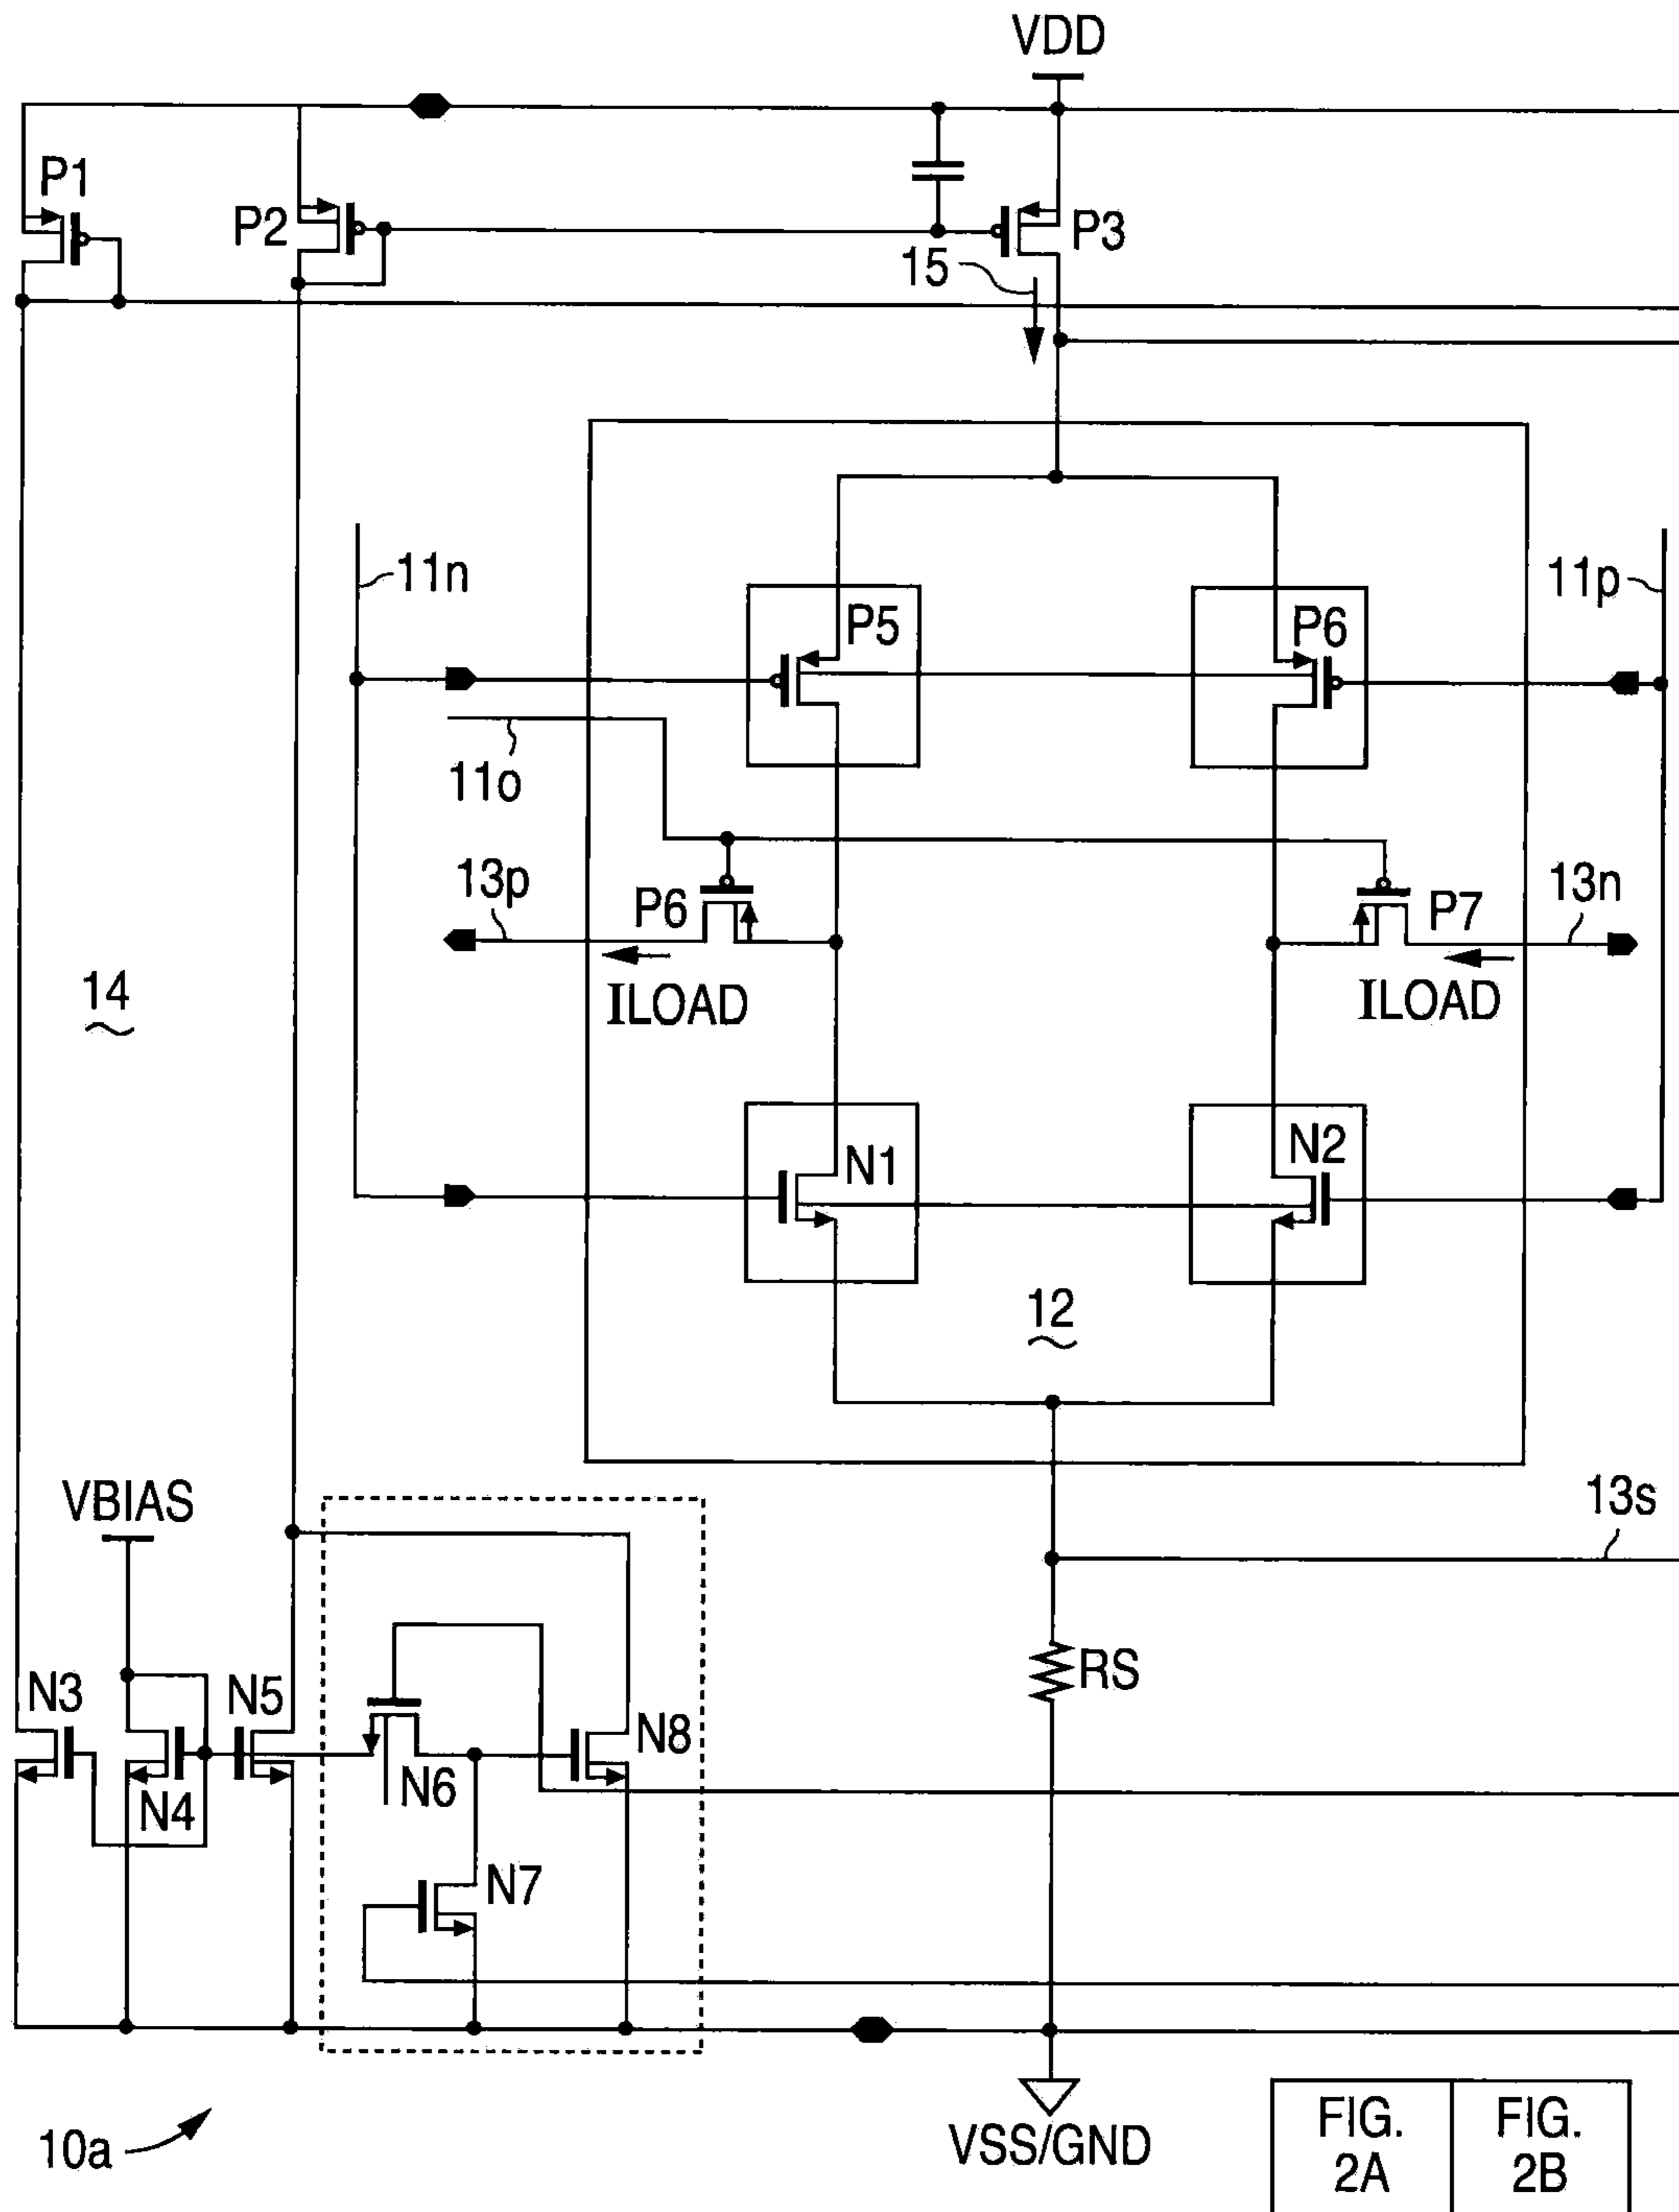 VDD
P1
P2
P3
15
11n
11p
P5
P6
11o
13p
P6
P7
13n
ILOAD
ILOAD
14
N1
N2
12
VBIAS
13s
N3
N5
RS
N8
N6
N4
N7
10a
VSS/GND
FIG.
2A
FIG.
2B